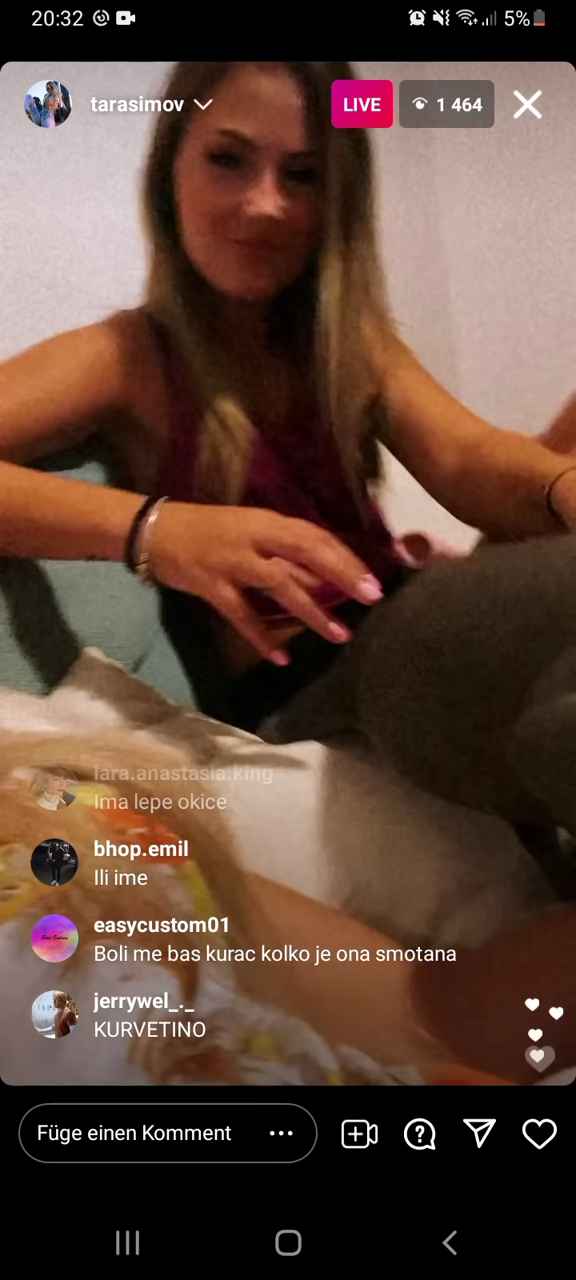 20:32
5%
tarasimov
LIVE
1 464
lara.anastasia.king
Ima lepe okice
bhop.emil
Ili ime
easycustom01
Boli me bas kurac kolko je ona smotana
jerrywel_._
KURVETINO
Füge einen Komment